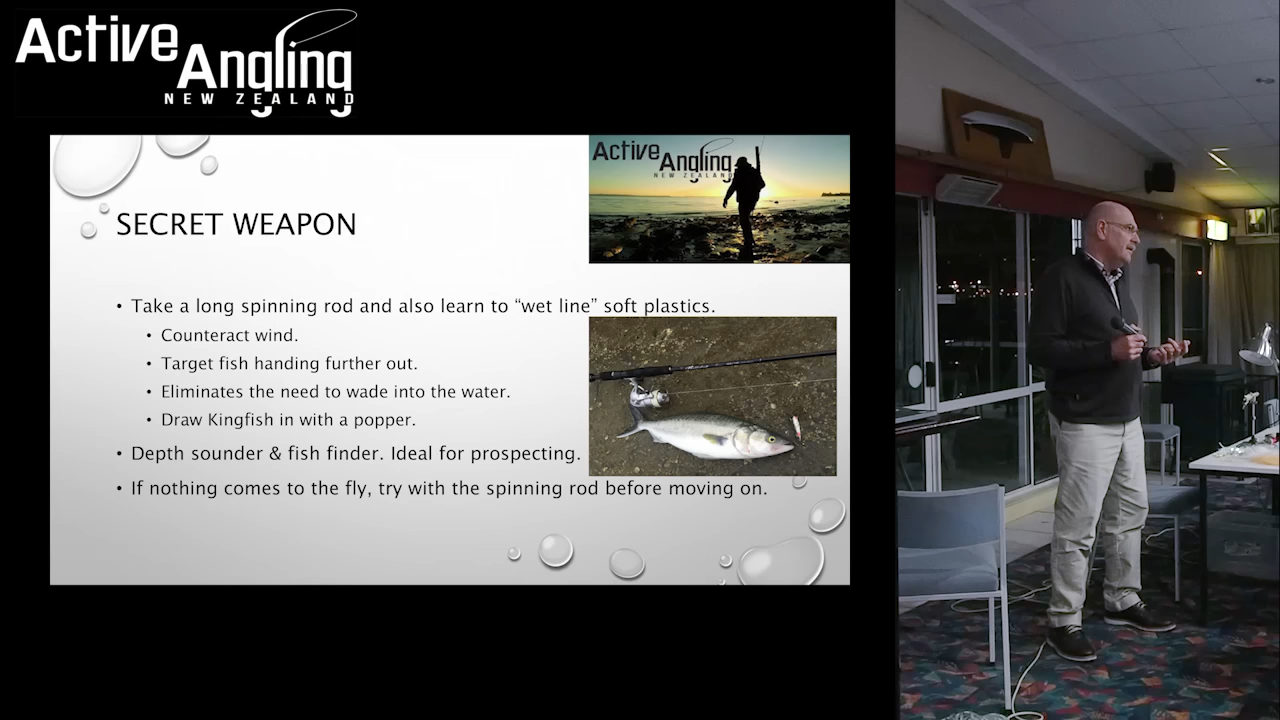 Active Angling
NEW ZEALAND
Active Angling
NEW ZEALAND
SECRET WEAPON
• Take a long spinning rod and also learn to “wet line” soft plastics.
• Counteract wind.
• Target fish handing further out.
• Eliminates the need to wade into the water.
• Draw Kingfish in with a popper.
• Depth sounder & fish finder. Ideal for prospecting.
• If nothing comes to the fly, try with the spinning rod before moving on.